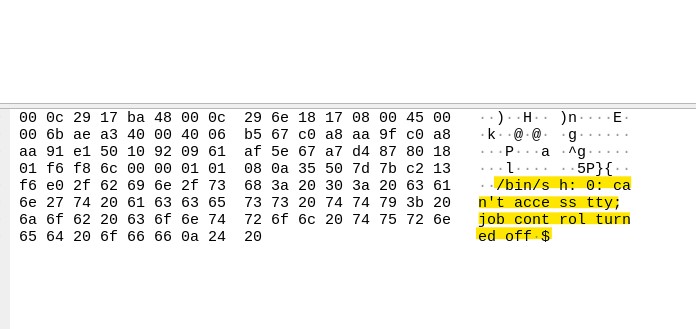 00 0c 29 17 ba 48 00 0c 29 6e 18 17 08 00 45 00 ··)··H·· )n····E·
00 6b ae a3 40 00 40 06 b5 67 c0 a8 aa 9f c0 a8 ·k··@·@· ·g······
aa 91 e1 50 10 92 09 61 af 5e 67 a7 d4 87 80 18 ···P···a ·^g·····
01 f6 f8 6c 00 00 01 01 08 0a 35 50 7d 7b c2 13 ···l···· ··5P}{··
f6 e0 2f 62 69 6e 2f 73 68 3a 20 30 3a 20 63 61 ··/bin/s h: 0: ca
6e 27 74 20 61 63 63 65 73 73 20 74 74 79 3b 20 n't acce ss tty;
6a 6f 62 20 63 6f 6e 74 72 6f 6c 20 74 75 72 6e job cont rol turn
65 64 20 6f 66 66 0a 24 20 ed off·$